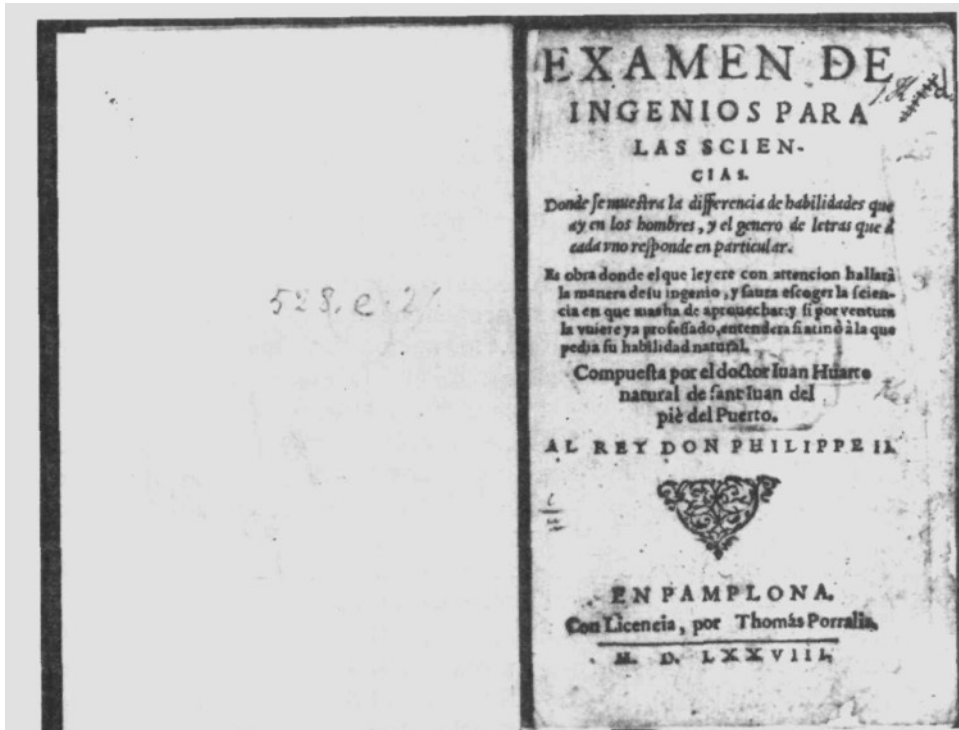 528.e.21
EXAMEN DE
INGENIOS PARA
LAS SCIEN-
CIAS.
Donde se muestra la differencia de habilidades que
ay en los hombres, y el genero de letras que à
cada vno responde en particular.
Es obra donde el que leyere con attencion hallarà
la manera de su ingenio, y saura escoger la scien-
cia en que mas ha de aprouechar: y si por ventura
la vuiere ya professado, entendera si atinò à la que
pedia su habilidad natural.
Compuesta por el doctor Iuan Huarte
natural de sant Iuan del
piè del Puerto.
AL REY DON PHILIPPE II.
EN PAMPLONA.
Con Licencia, por Thomàs Porralis.
M. D. LXXVIII.